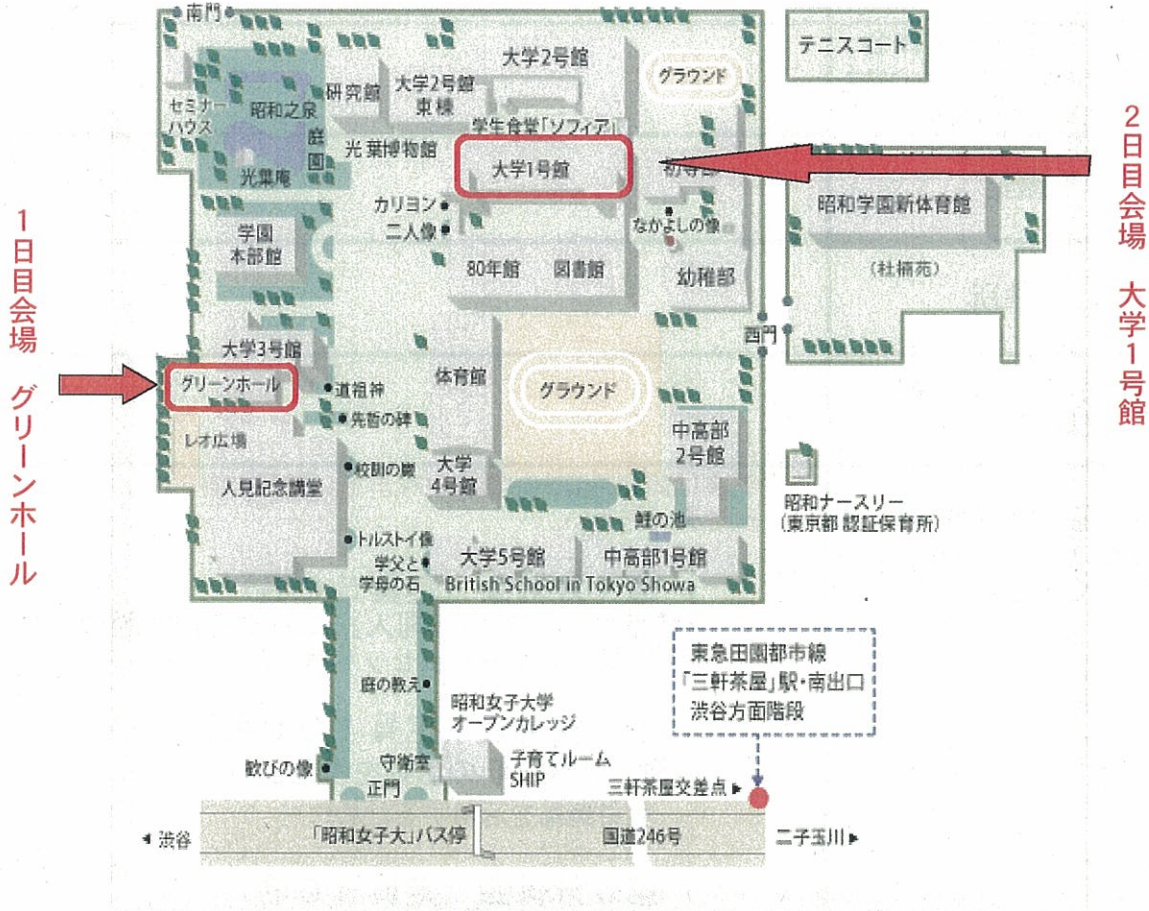 南門
テニスコート
大学2号館
グラウンド
研究館
大学2号館
東棟
セミナー
ハウス
昭和之泉
庭園
学生食堂「ソフィア」
光葉博物館
大学1号館
初等部
光葉庵
カリヨン
二人像
なかよしの像
昭和学園新体育館
学園
本部館
80年館
図書館
幼稚部
2日目会場 大学1号館
1日目会場 グリーンホール
西門
大学3号館
グリーンホール
道祖神
体育館
グラウンド
先哲の碑
レオ広場
中高部
2号館
人見記念講堂
大学
4号館
昭和ナースリー
(東京都 認証保育所)
鯉の池
トルストイ像
学父と
学母の石
大学5号館
中高部1号館
British School in Tokyo Showa
東急田園都市線
「三軒茶屋」駅・南出口
渋谷方面階段
庭の教え
昭和女子大学
オープンカレッジ
歓びの像
守衛室
正門
子育てルーム
SHIP
三軒茶屋交差点
渋谷
「昭和女子大」バス停
国道246号
二子玉川